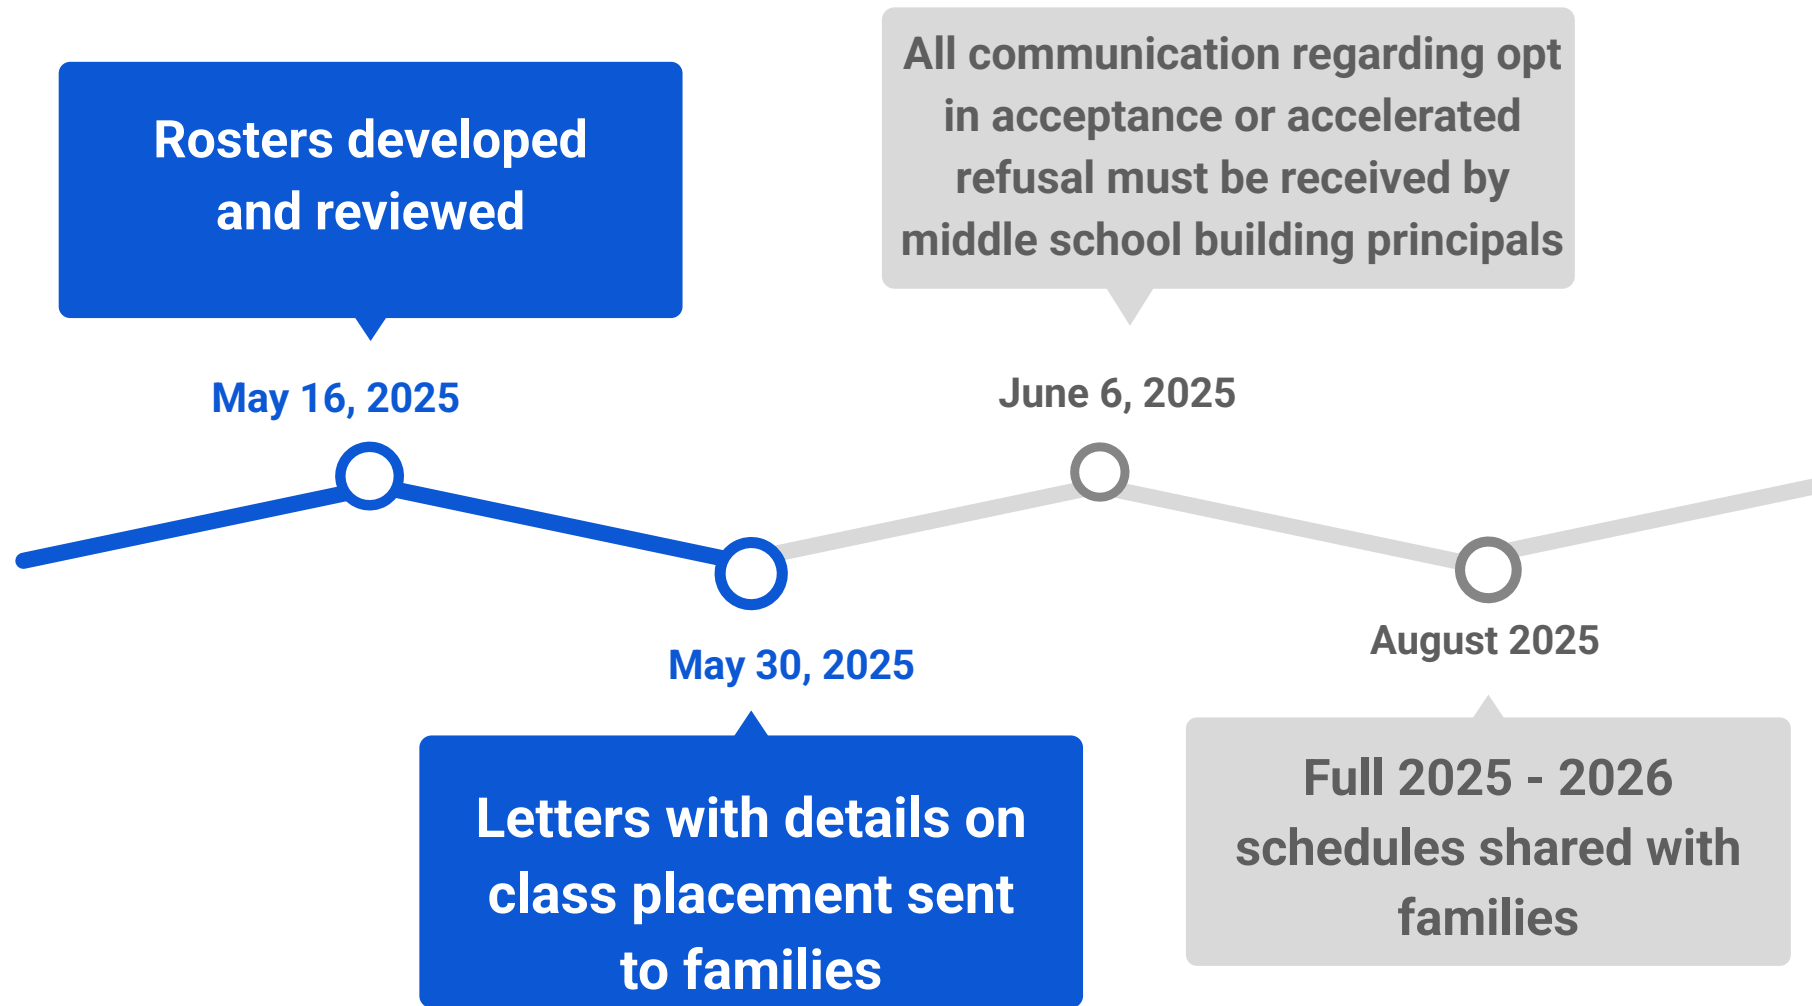 Rosters developed
and reviewed
May 16, 2025
Letters with details on
class placement sent
to families
May 30, 2025
All communication regarding opt
in acceptance or accelerated
refusal must be received by
middle school building principals
June 6, 2025
August 2025
Full 2025 - 2026
schedules shared with
families